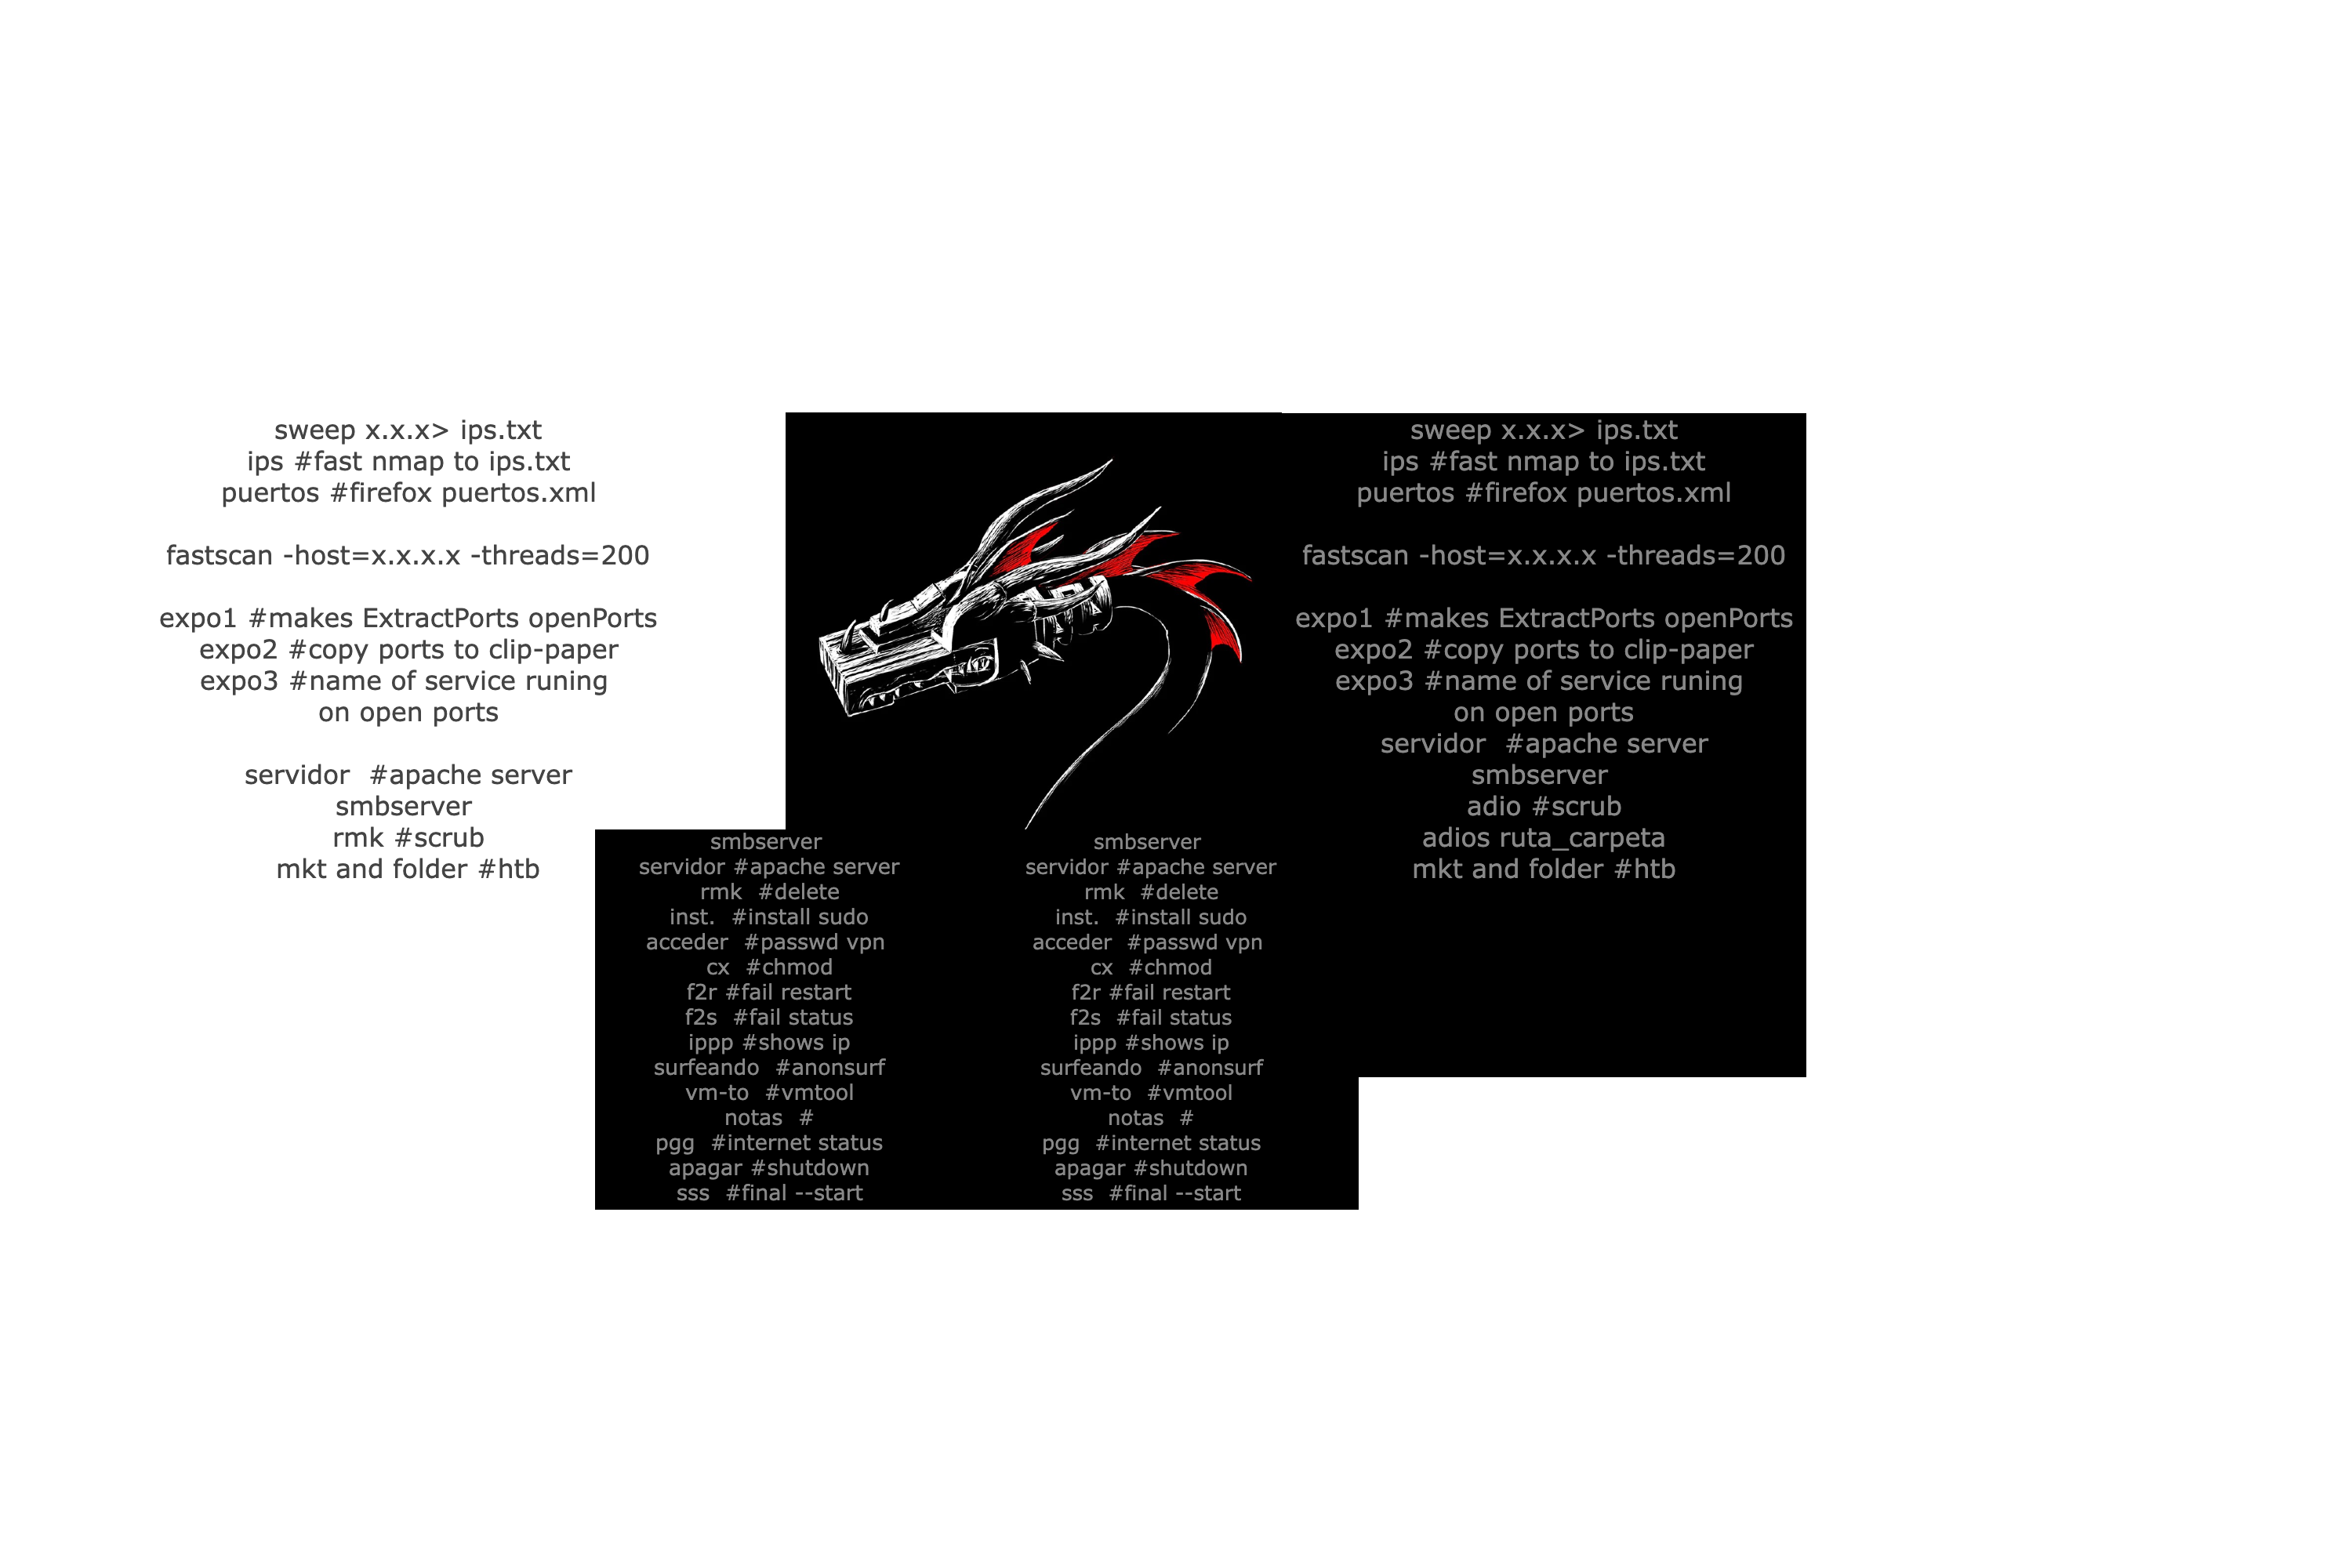 sweep x.x.x> ips.txt
ips #fast nmap to ips.txt
puertos #firefox puertos.xml
fastscan -host=x.x.x.x -threads=200
expo1 #makes ExtractPorts openPorts
expo2 #copy ports to clip-paper
expo3 #name of service runing
on open ports
servidor  #apache server
smbserver
rmk #scrub
mkt and folder #htb
smbserver
servidor #apache server
rmk  #delete
inst.  #install sudo
acceder  #passwd vpn
cx  #chmod
f2r #fail restart
f2s  #fail status
ippp #shows ip
surfeando  #anonsurf
vm-to  #vmtool
notas  #
pgg  #internet status
apagar #shutdown
sss  #final --start
smbserver
servidor #apache server
rmk  #delete
inst.  #install sudo
acceder  #passwd vpn
cx  #chmod
f2r #fail restart
f2s  #fail status
ippp #shows ip
surfeando  #anonsurf
vm-to  #vmtool
notas  #
pgg  #internet status
apagar #shutdown
sss  #final --start
sweep x.x.x> ips.txt
ips #fast nmap to ips.txt
puertos #firefox puertos.xml
fastscan -host=x.x.x.x -threads=200
expo1 #makes ExtractPorts openPorts
expo2 #copy ports to clip-paper
expo3 #name of service runing
on open ports
servidor  #apache server
smbserver
adio #scrub
adios ruta_carpeta
mkt and folder #htb